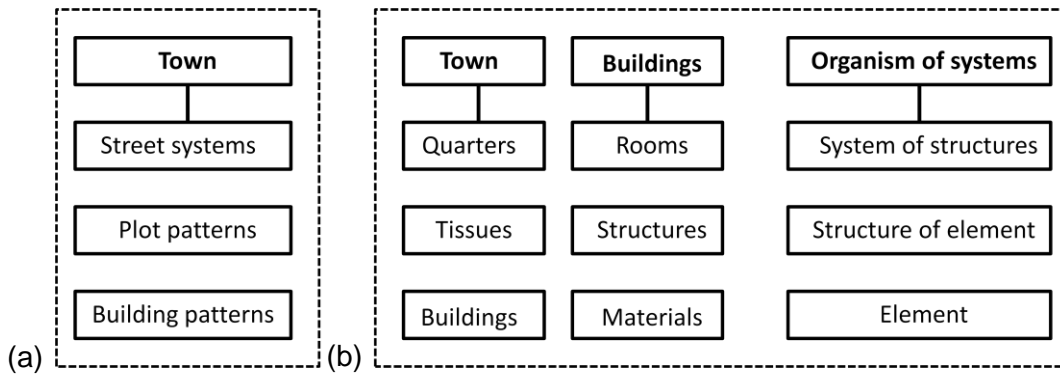 Town
Street systems
Plot patterns
Building patterns
(a)
Town
Buildings
Organism of systems
Quarters
Rooms
System of structures
Tissues
Structures
Structure of element
Buildings
Materials
Element
(b)